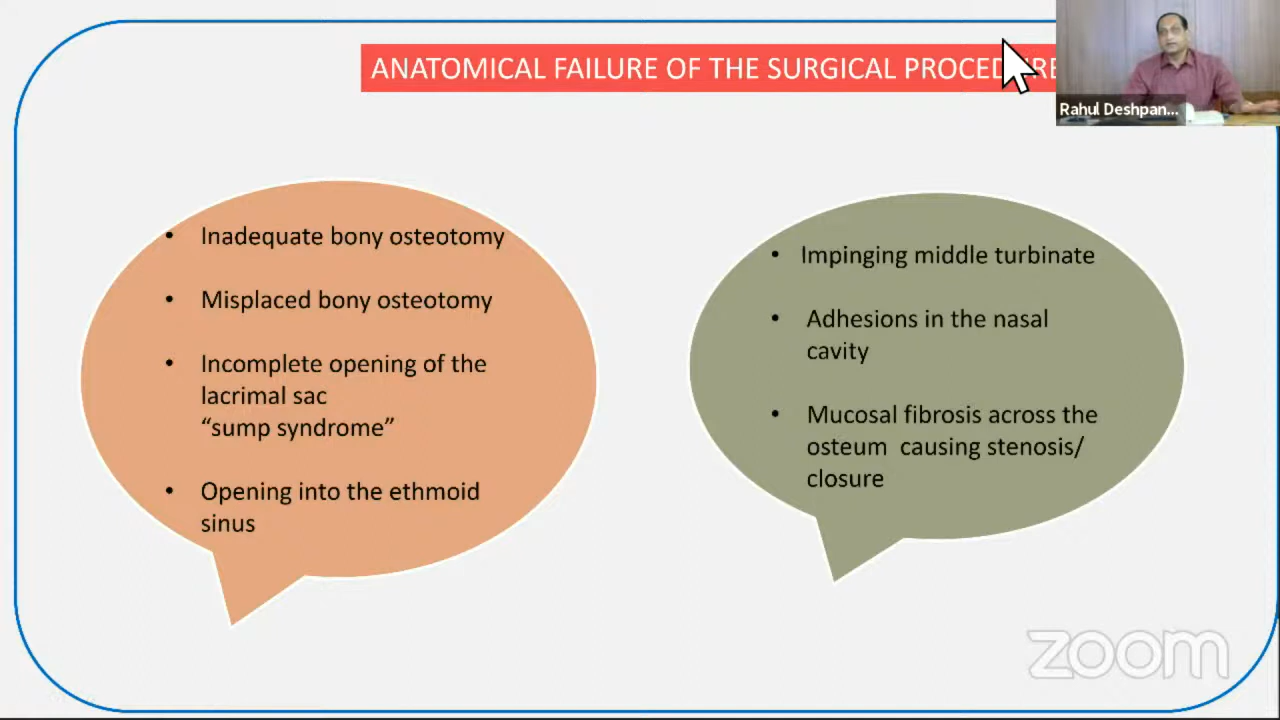 ANATOMICAL FAILURE OF THE SURGICAL PROCEDURE
Rahul Deshpan...
• Inadequate bony osteotomy
• Misplaced bony osteotomy
• Incomplete opening of the
lacrimal sac
“sump syndrome”
• Opening into the ethmoid
sinus
• Impinging middle turbinate
• Adhesions in the nasal
cavity
• Mucosal fibrosis across the
osteum causing stenosis/
closure
zoom